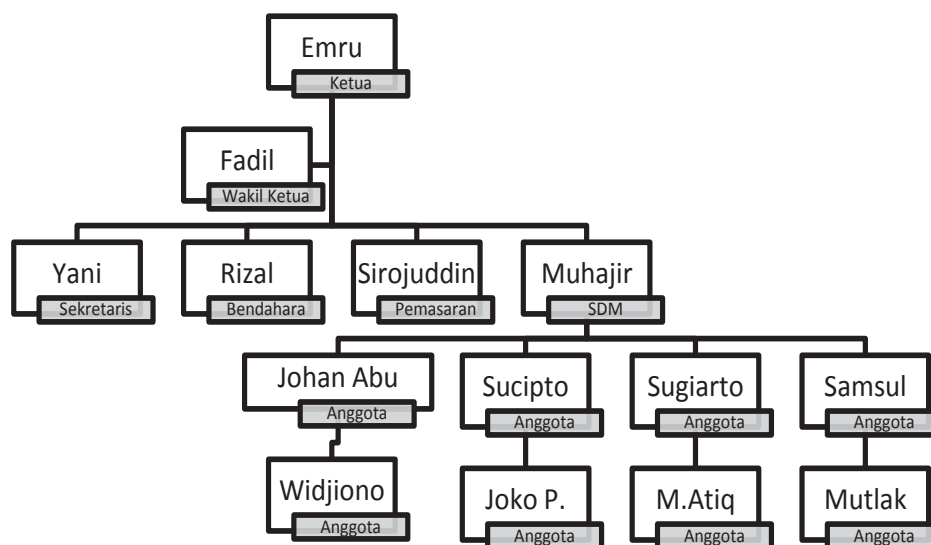 Emru
Ketua
Fadil
Wakil Ketua
Yani
Sekretaris
Rizal
Bendahara
Sirojuddin
Pemasaran
Muhajir
SDM
Johan Abu
Anggota
Sucipto
Anggota
Sugiarto
Anggota
Samsul
Anggota
Widjiono
Anggota
Joko P.
Anggota
M.Atiq
Anggota
Mutlak
Anggota